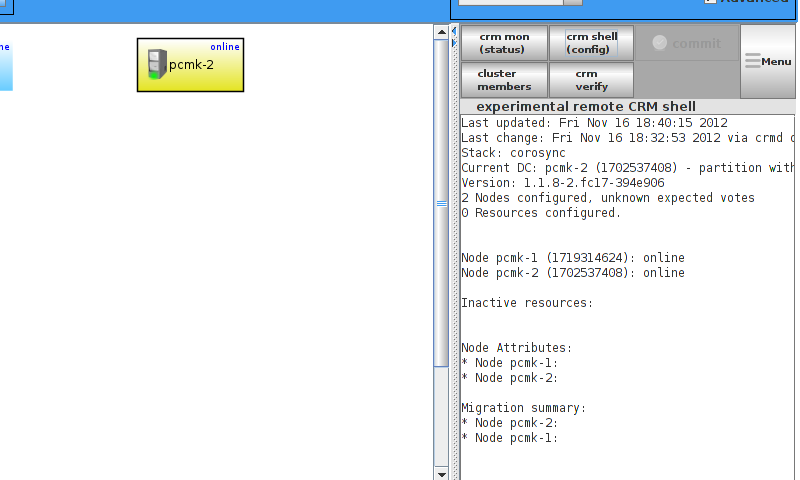 Advanced
ne
online
pcmk-2
crm mon
(status)
crm shell
(config)
commit
Menu
cluster
members
crm
verify
experimental remote CRM shell
Last updated: Fri Nov 16 18:40:15 2012
Last change: Fri Nov 16 18:32:53 2012 via crmd
Stack: corosync
Current DC: pcmk-2 (1702537408) - partition with
Version: 1.1.8-2.fc17-394e906
2 Nodes configured, unknown expected votes
0 Resources configured.
Node pcmk-1 (1719314624): online
Node pcmk-2 (1702537408): online
Inactive resources:
Node Attributes:
* Node pcmk-1:
* Node pcmk-2:
Migration summary:
* Node pcmk-2:
* Node pcmk-1: